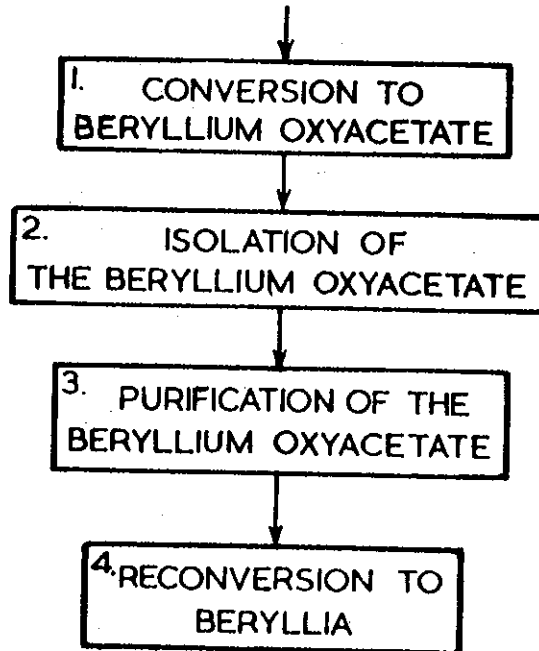 1. CONVERSION TO
BERYLLIUM OXYACETATE
2. ISOLATION OF
THE BERYLLIUM OXYACETATE
3. PURIFICATION OF THE
BERYLLIUM OXYACETATE
4. RECONVERSION TO
BERYLLIA